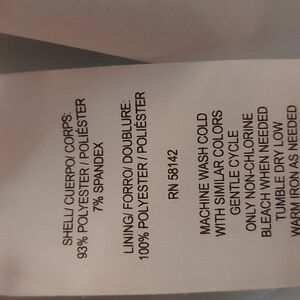 SHELL/ CUERPO/ CORPS:
93% POLYESTER / POLIÉSTER
7% SPANDEX
LINING/ FORRO/ DOUBLURE:
100% POLYESTER / POLIÉSTER
RN 58142
MACHINE WASH COLD
WITH SIMILAR COLORS
GENTLE CYCLE
ONLY NON-CHLORINE
BLEACH WHEN NEEDED
TUMBLE DRY LOW
WARM IRON AS NEEDED